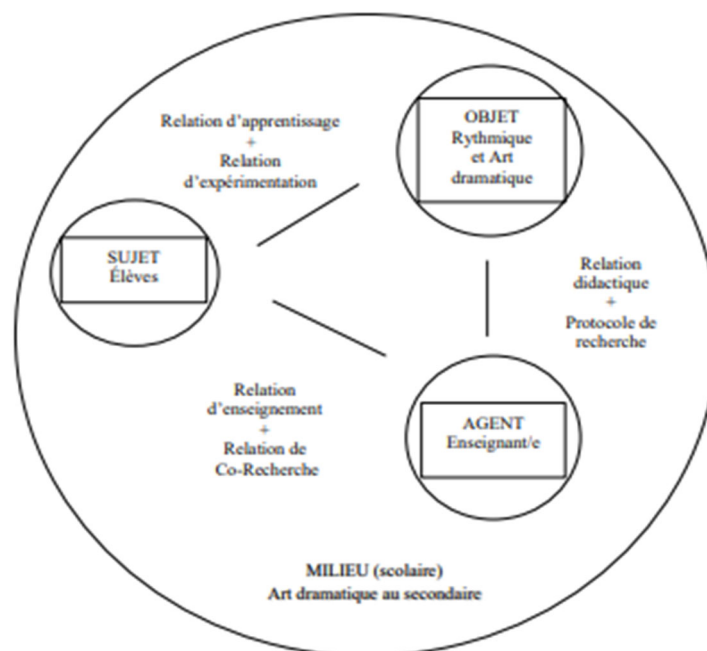 Relation d'apprentissage
+
Relation
d'expérimentation
OBJET
Rythmique
et Art
dramatique
SUJET
Élèves
Relation
didactique
+
Protocole de
recherche
Relation
d'enseignement
+
Relation de
Co-Recherche
AGENT
Enseignant/e
MILIEU (scolaire)
Art dramatique au secondaire